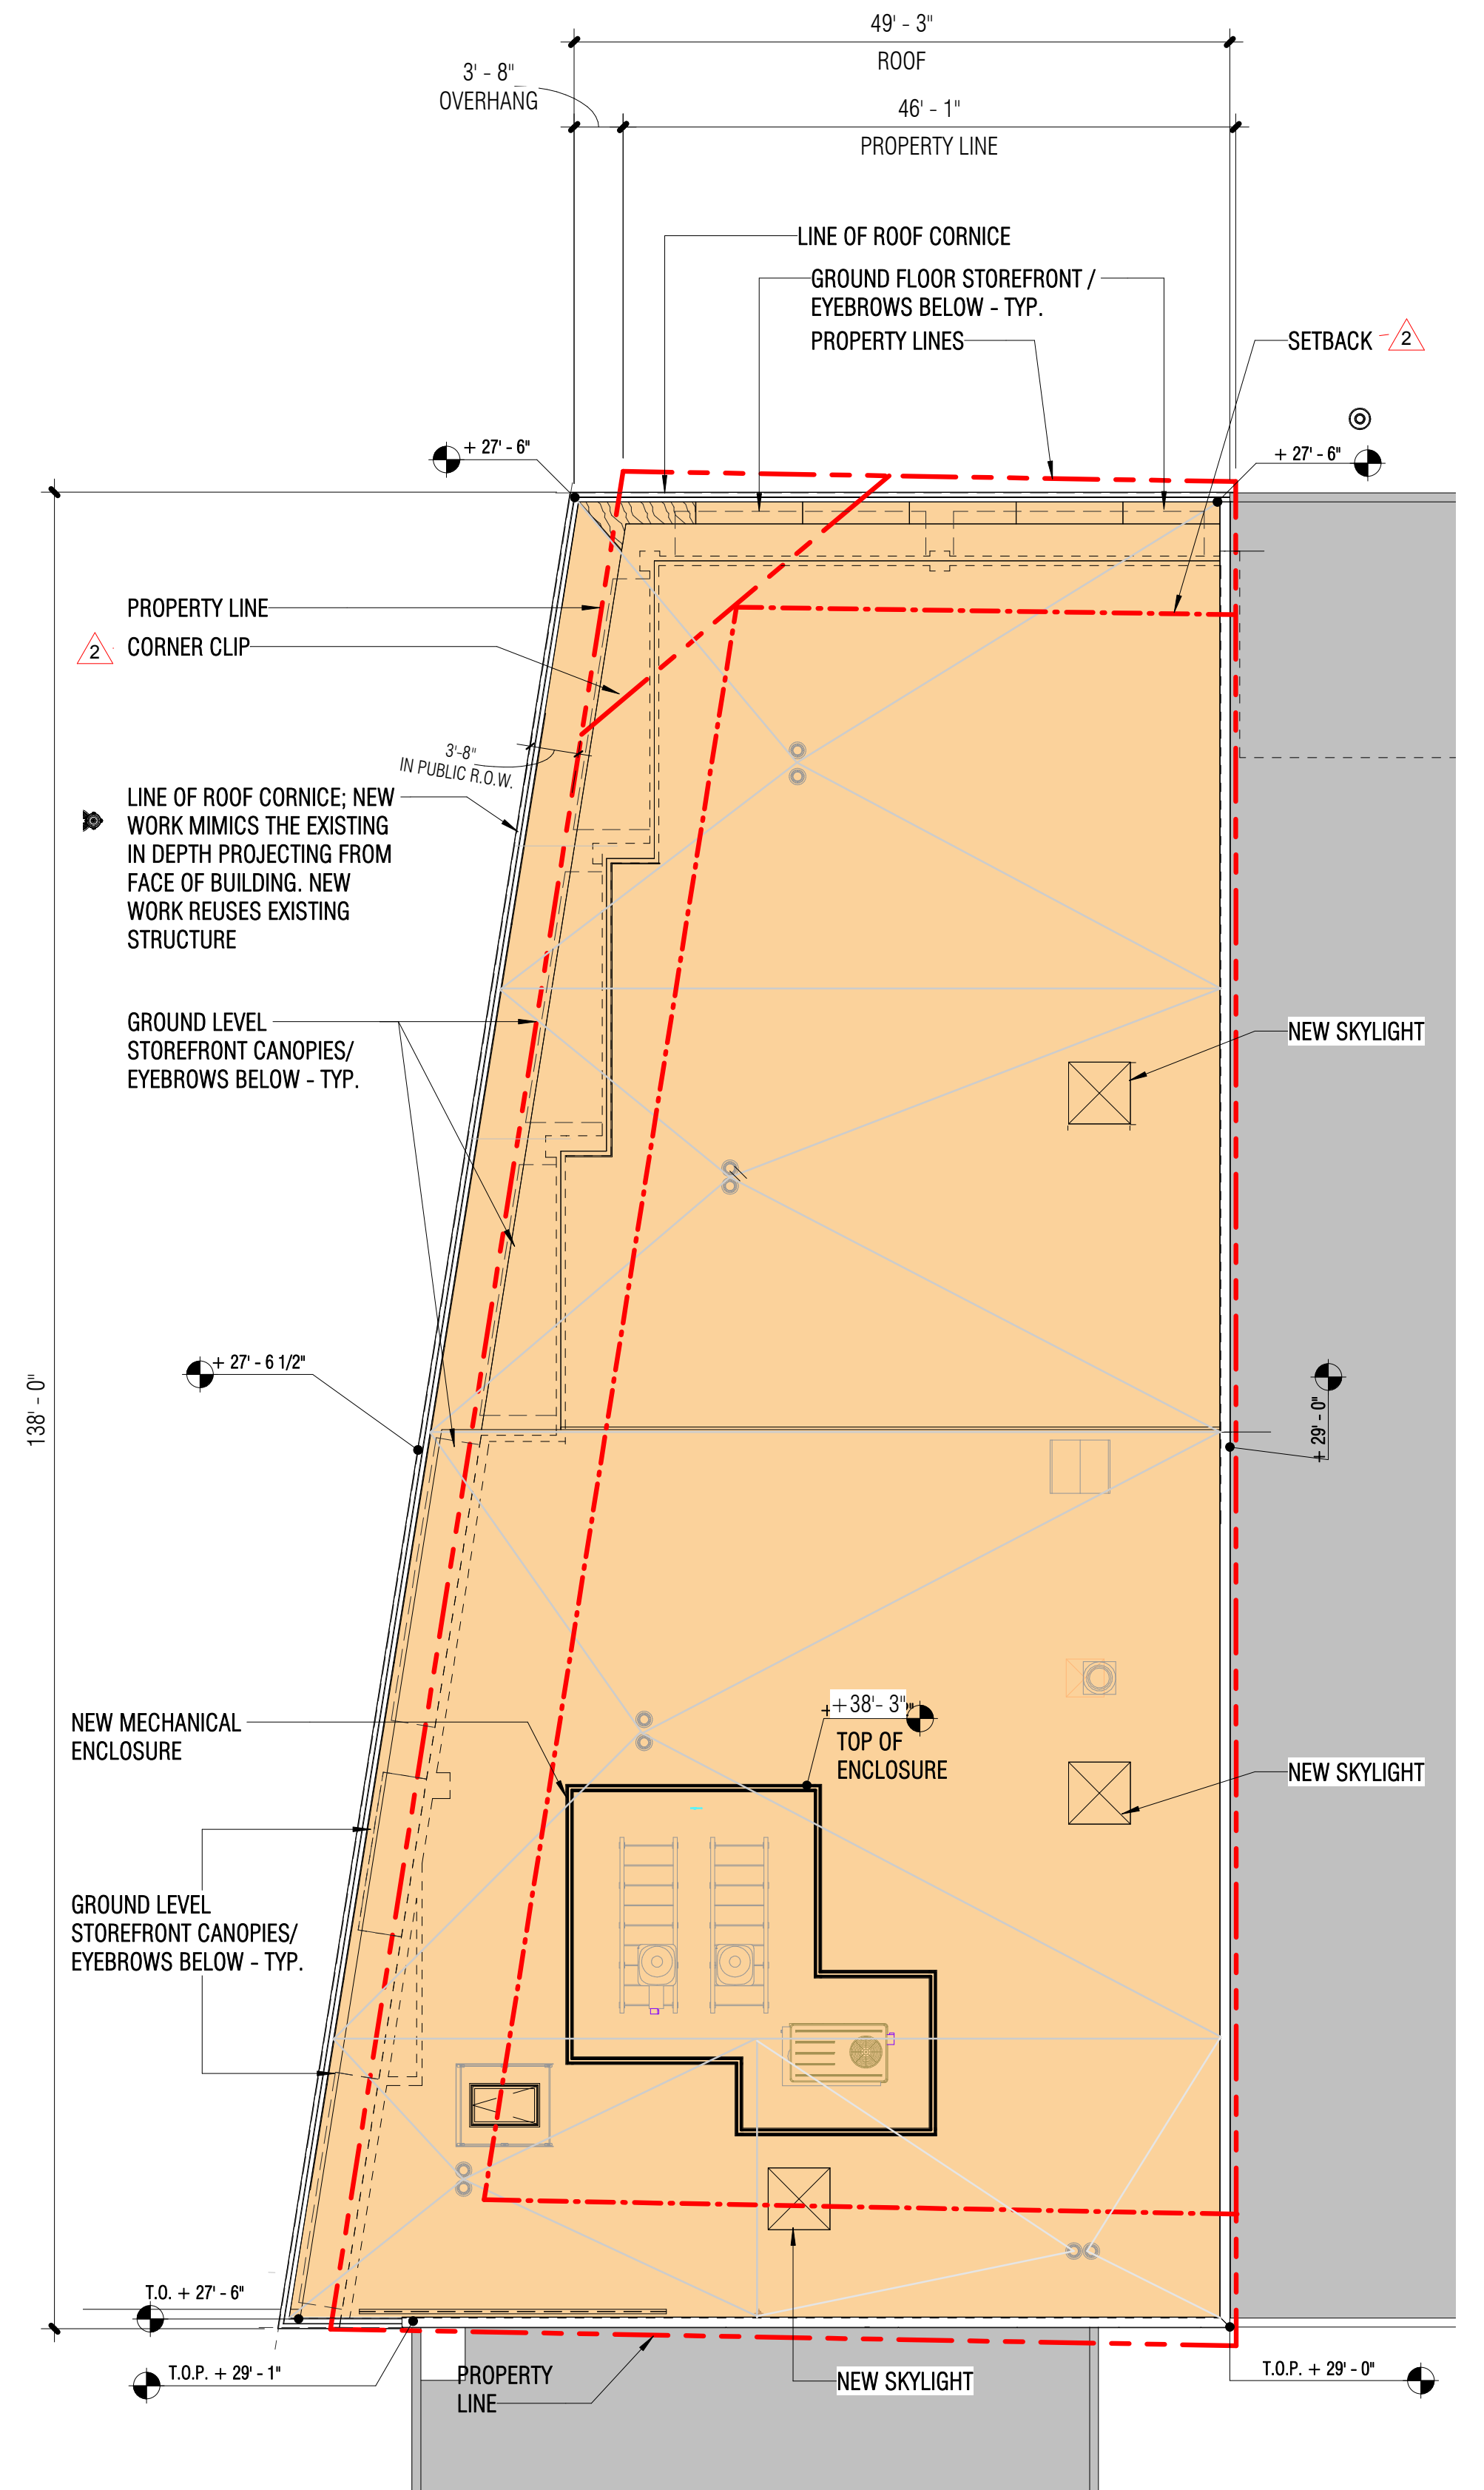 49' - 3"
ROOF
3' - 8"
OVERHANG
46' - 1"
PROPERTY LINE
LINE OF ROOF CORNICE
GROUND FLOOR STOREFRONT /
EYEBROWS BELOW - TYP.
PROPERTY LINES
SETBACK
2
+ 27' - 6"
+ 27' - 6"
PROPERTY LINE
2
CORNER CLIP
3'-8"
IN PUBLIC R.O.W.
LINE OF ROOF CORNICE; NEW
WORK MIMICS THE EXISTING
IN DEPTH PROJECTING FROM
FACE OF BUILDING. NEW
WORK REUSES EXISTING
STRUCTURE
GROUND LEVEL
STOREFRONT CANOPIES/
EYEBROWS BELOW - TYP.
NEW SKYLIGHT
+ 27' - 6 1/2"
138' - 0"
+ 29' - 0"
NEW MECHANICAL
ENCLOSURE
+38'- 3"
TOP OF
ENCLOSURE
NEW SKYLIGHT
GROUND LEVEL
STOREFRONT CANOPIES/
EYEBROWS BELOW - TYP.
T.O. + 27' - 6"
T.O.P. + 29' - 1"
PROPERTY
LINE
NEW SKYLIGHT
T.O.P. + 29' - 0"